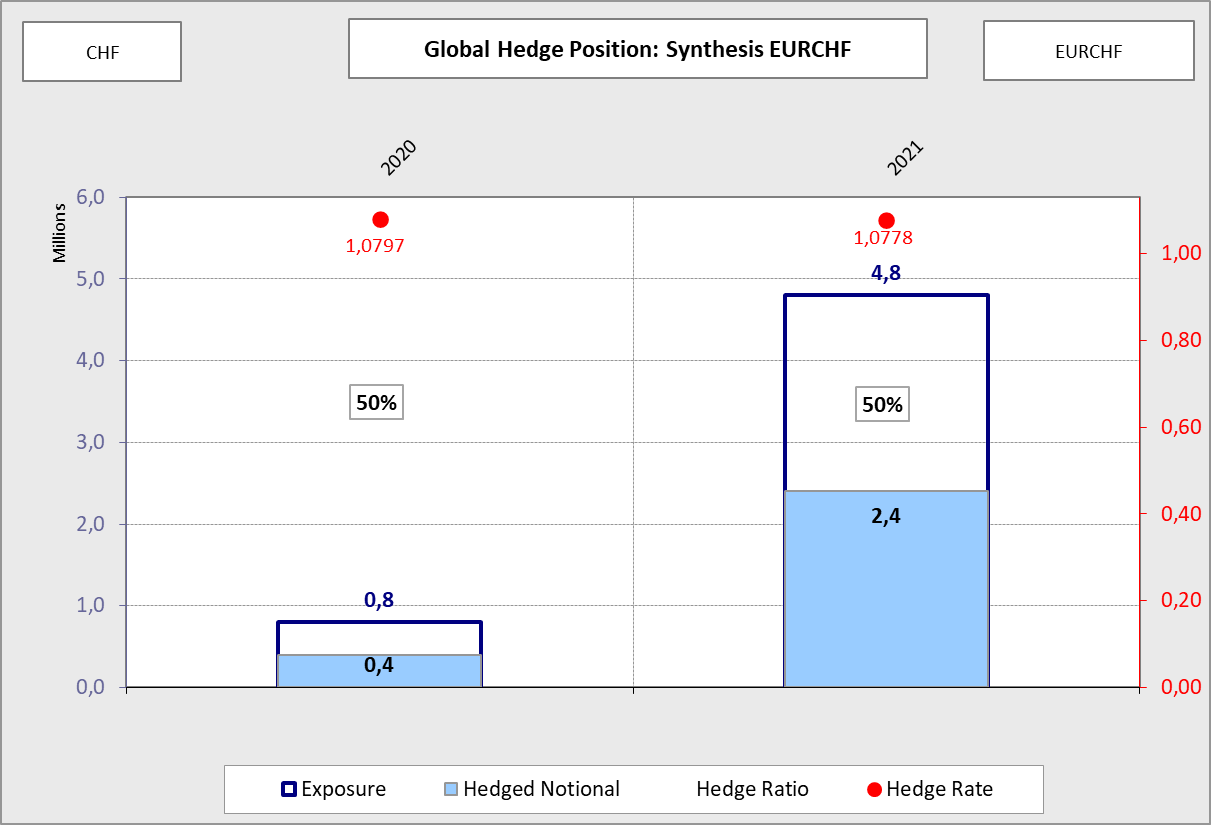 CHF
Global Hedge Position: Synthesis EURCHF
EURCHF
2020
2021
Millions
6,0
5,0
4,0
3,0
2,0
1,0
0,0
1,0797
1,0778
4,8
50%
50%
2,4
0,8
0,4
1,00
0,80
0,60
0,40
0,20
0,00
Exposure
Hedged Notional
Hedge Ratio
Hedge Rate